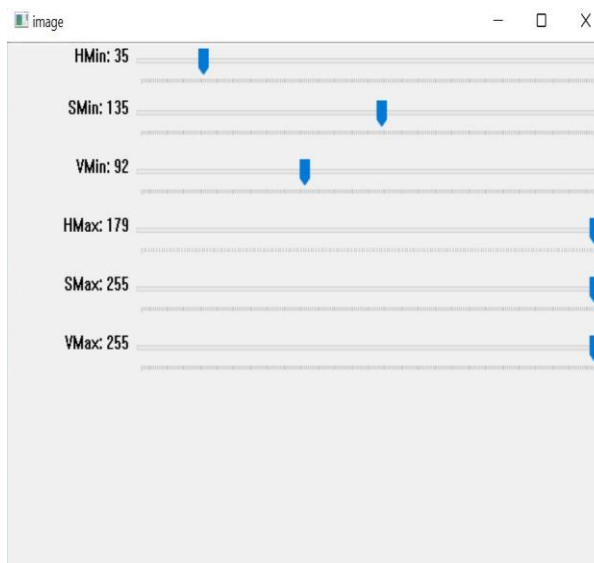 image
HMin: 35
SMin: 135
VMin: 92
HMax: 179
SMax: 255
VMax: 255